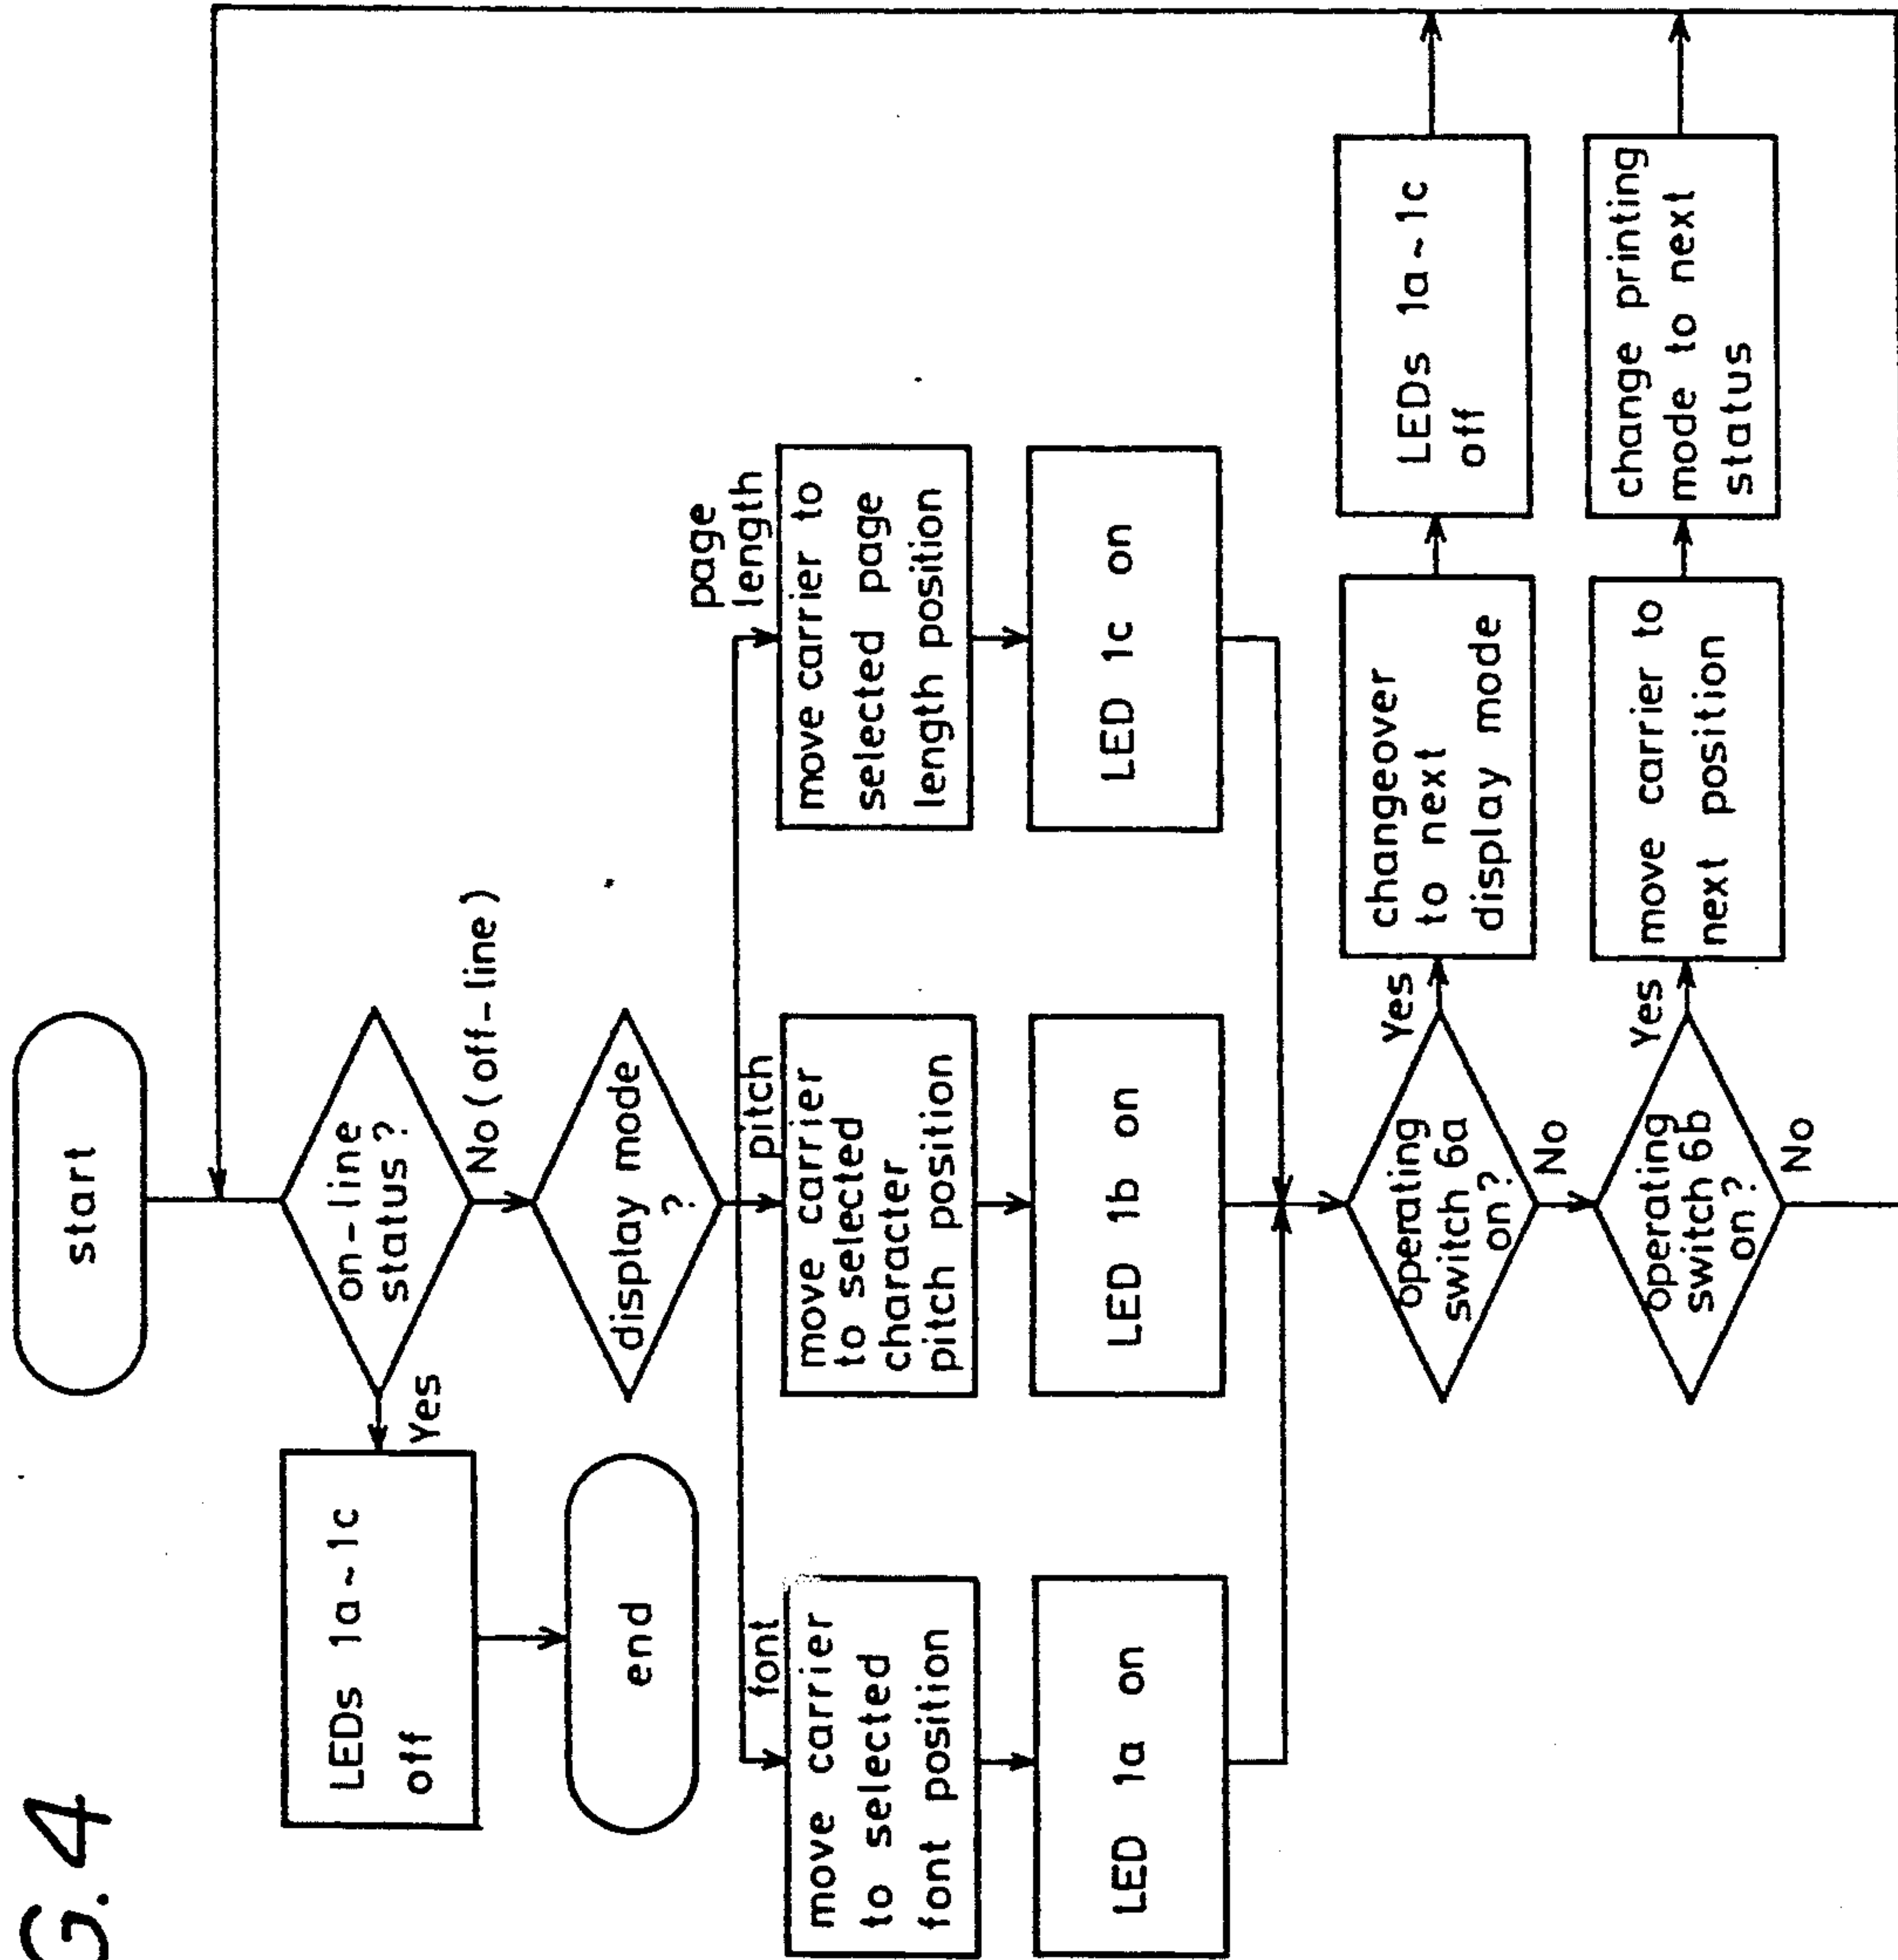 G.4
start
on-line
status ?
Yes
No (off-line)
LEDs 1a~1c
off
end
display mode
?
font
pitch
page
length
move carrier
to selected
font position
move carrier
to selected
character
pitch position
move carrier to
selected page
length position
LED 1a on
LED 1b on
LED 1c on
operating
switch 6a
on ?
Yes
No
changeover
to next
display mode
LEDs 1a~1c
off
operating
switch 6b
on ?
Yes
No
move carrier to
next position
change printing
mode to next
status